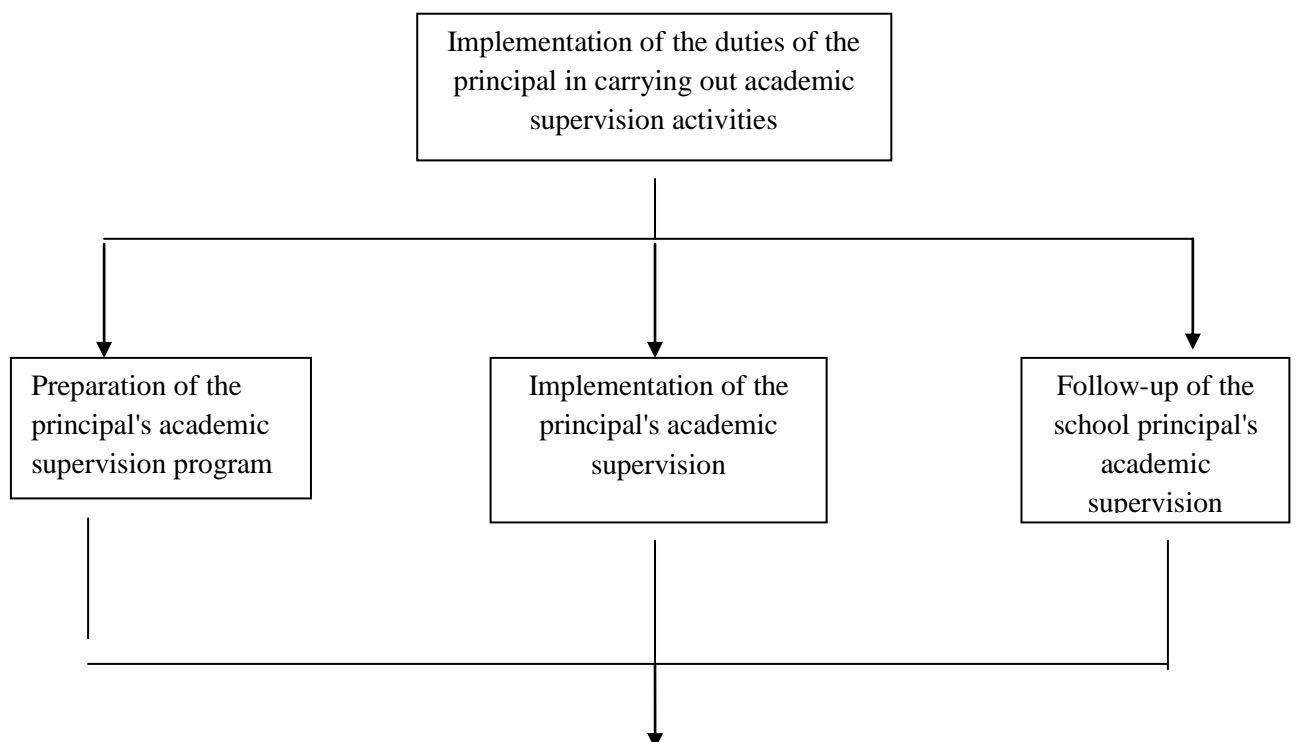 Implementation of the duties of the
principal in carrying out academic
supervision activities
Preparation of the
principal's academic
supervision program
Implementation of the
principal's academic
supervision
Follow-up of the
school principal's
academic
supervision